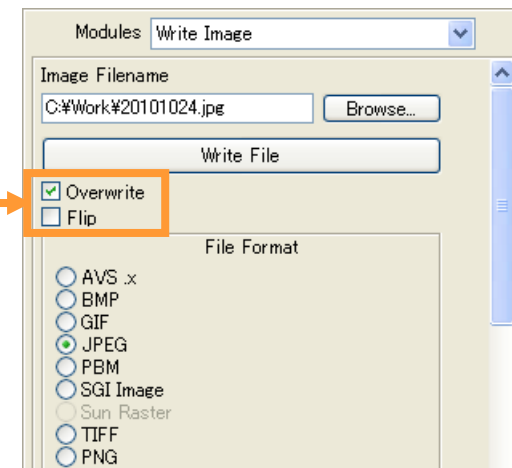 Modules Write Image
Image Filename
C:¥Work¥20101024.jpg Browse...
Write File
Overwrite
Flip
File Format
AVS .x
BMP
GIF
JPEG
PBM
SGI Image
Sun Raster
TIFF
PNG